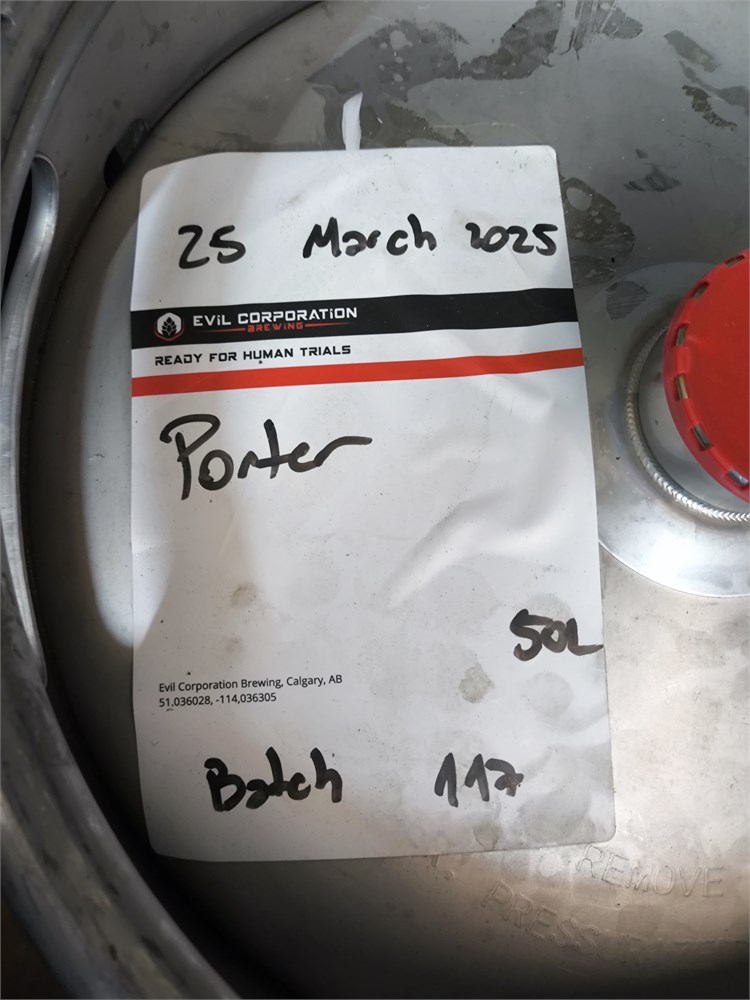 25 March 2025
EViL CORPORATiON
BREWING
READY FOR HUMAN TRIALS
Porter
50L
Evil Corporation Brewing, Calgary, AB
51.036028, -114,036305
Batch 117
REMOVE
PRESS